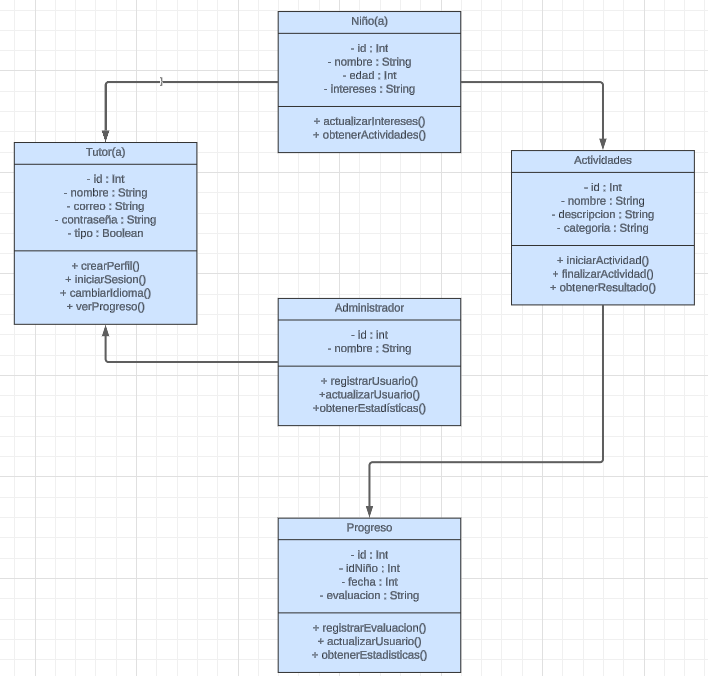 Niño(a)
- id : Int
- nombre : String
- edad : Int
- intereses : String
+ actualizarIntereses()
+ obtenerActividades()
Tutor(a)
- id : Int
- nombre : String
- correo : String
- contraseña : String
- tipo : Boolean
+ crearPerfil()
+ iniciarSesion()
+ cambiarIdioma()
+ verProgreso()
Actividades
- id : Int
- nombre : String
- descripcion : String
- categoria : String
+ iniciarActividad()
+ finalizarActividad()
+ obtenerResultado()
Administrador
- id : int
- nombre : String
+ registrarUsuario()
+actualizarUsuario()
+obtenerEstadísticas()
Progreso
- id : Int
- idNiño : Int
- fecha : Int
- evaluacion : String
+ registrarEvaluacion()
+ actualizarUsuario()
+ obtenerEstadisticas()